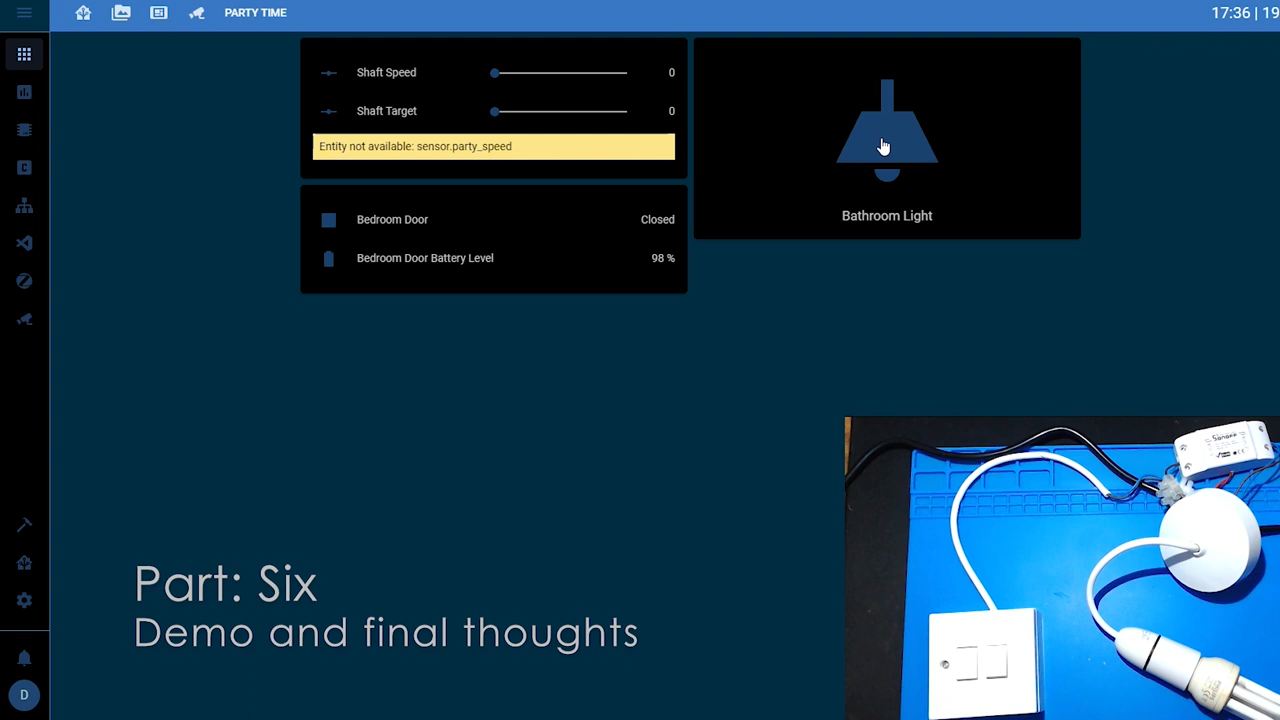 PARTY TIME
17:36 | 19
Shaft Speed
0
Shaft Target
0
Entity not available: sensor.party_speed
Bedroom Door
Closed
Bedroom Door Battery Level
98 %
Bathroom Light
Part: Six
Demo and final thoughts
D